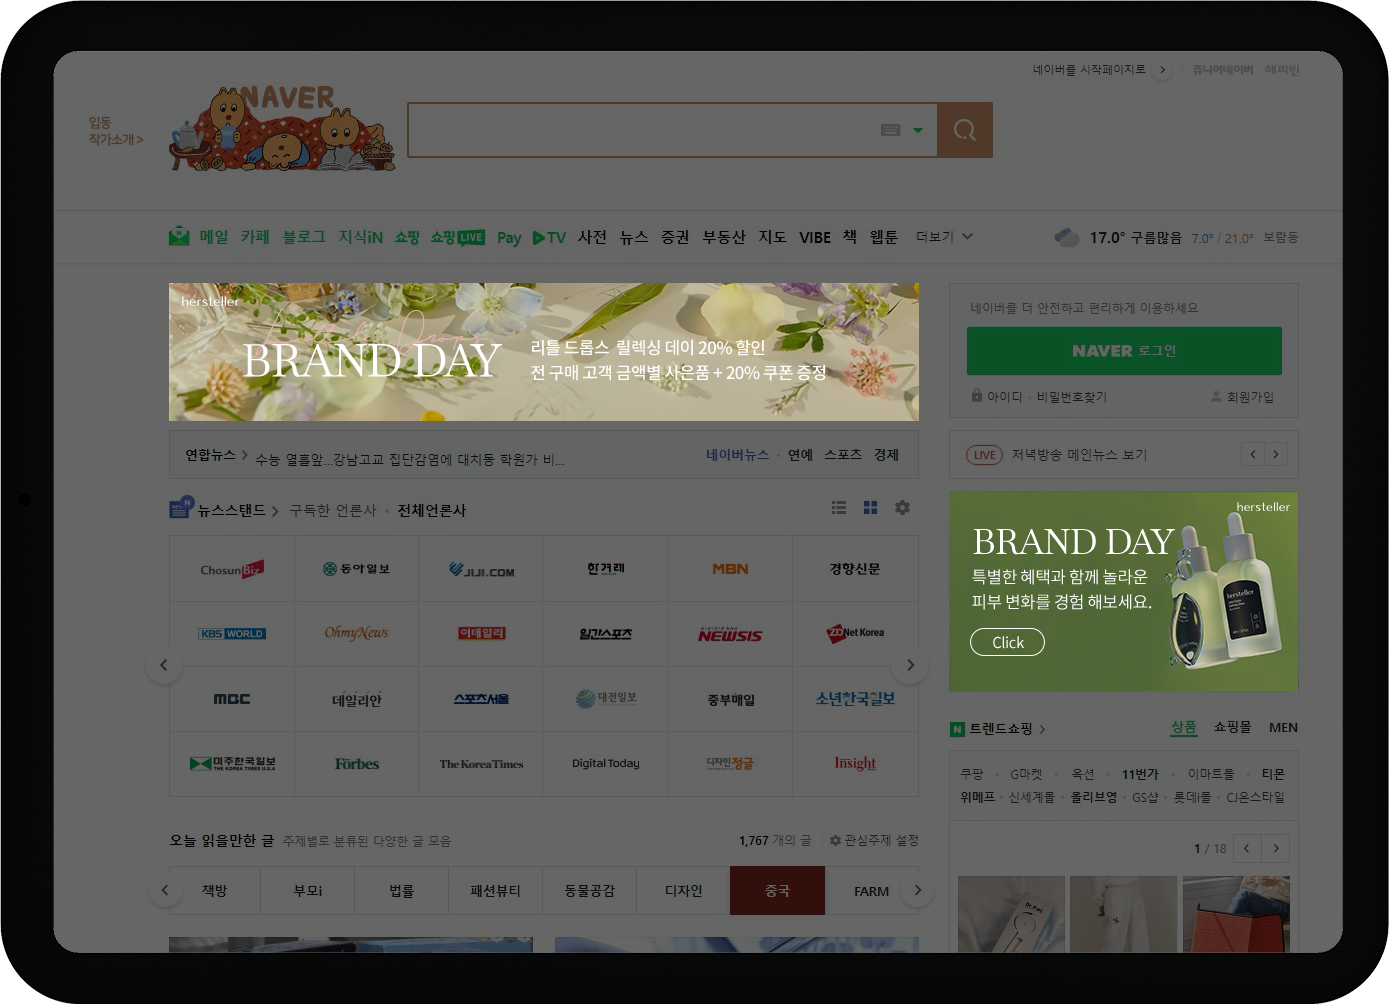 네이버를 시작페이지로
쥬니어네이버 해피빈
NAVER
입동
작가소개 >
메일 카페 블로그 지식iN 쇼핑 쇼핑LIVE Pay TV 사전 뉴스 증권 부동산 지도 VIBE 책 웹툰 더보기
17.0° 구름많음 7.0° / 21.0° 보람동
hersteller
Little Drops
BRAND DAY
리틀 드롭스 릴렉싱 데이 20% 할인
전 구매 고객 금액별 사은품 + 20% 쿠폰 증정
네이버를 더 안전하고 편리하게 이용하세요
NAVER 로그인
아이디 · 비밀번호찾기 회원가입
연합뉴스 > 수능 열흘앞...강남고교 집단감염에 대치동 학원가 비...
네이버뉴스 · 연예 스포츠 경제
LIVE 저녁방송 메인뉴스 보기
NEW N 뉴스스탠드 > 구독한 언론사 · 전체언론사
ChosunBiz 동아일보 JIJI.COM 한겨레 MBN 경향신문
KBS WORLD OhmyNews 이데일리 일간스포츠 NEWSIS ZDNet Korea
MBC 데일리안 스포츠서울 대전일보 중부매일 소년한국일보
미주한국일보 THE KOREA TIMES U.S.A Forbes The Korea Times Digital Today 디자인정글 Insight
hersteller
BRAND DAY
특별한 혜택과 함께 놀라운
피부 변화를 경험 해보세요.
Click
hersteller
N 트렌드쇼핑 > 상품 쇼핑몰 MEN
쿠팡 · G마켓 · 옥션 · 11번가 · 이마트몰 · 티몬
위메프 · 신세계몰 · 올리브영 · GS샵 · 롯데i몰 · CJ온스타일
1 / 18
Dr.Piel
오늘 읽을만한 글 주제별로 분류된 다양한 글 모음
1,767 개의 글 관심주제 설정
책방 부모i 법률 패션뷰티 동물공감 디자인 중국 FARM